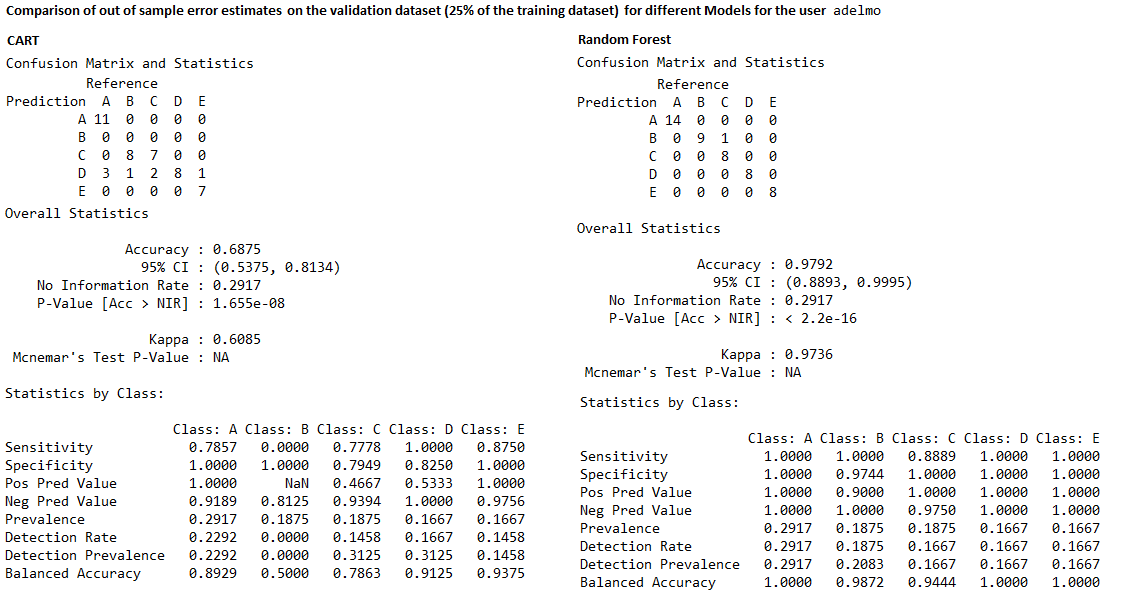 Comparison of out of sample error estimates on the validation dataset (25% of the training dataset) for different Models for the user adelmo
CART
Confusion Matrix and Statistics
Reference
Prediction A B C D E
A 11 0 0 0 0
B 0 0 0 0 0
C 0 8 7 0 0
D 3 1 2 8 1
E 0 0 0 0 7
Overall Statistics
Accuracy : 0.6875
95% CI : (0.5375, 0.8134)
No Information Rate : 0.2917
P-Value [Acc > NIR] : 1.655e-08
Kappa : 0.6085
Mcnemar's Test P-Value : NA
Statistics by Class:
Class: A Class: B Class: C Class: D Class: E
Sensitivity 0.7857 0.0000 0.7778 1.0000 0.8750
Specificity 1.0000 1.0000 0.7949 0.8250 1.0000
Pos Pred Value 1.0000 NaN 0.4667 0.5333 1.0000
Neg Pred Value 0.9189 0.8125 0.9394 1.0000 0.9756
Prevalence 0.2917 0.1875 0.1875 0.1667 0.1667
Detection Rate 0.2292 0.0000 0.1458 0.1667 0.1458
Detection Prevalence 0.2292 0.0000 0.3125 0.3125 0.1458
Balanced Accuracy 0.8929 0.5000 0.7863 0.9125 0.9375
Random Forest
Confusion Matrix and Statistics
Reference
Prediction A B C D E
A 14 0 0 0 0
B 0 9 1 0 0
C 0 0 8 0 0
D 0 0 0 8 0
E 0 0 0 0 8
Overall Statistics
Accuracy : 0.9792
95% CI : (0.8893, 0.9995)
No Information Rate : 0.2917
P-Value [Acc > NIR] : < 2.2e-16
Kappa : 0.9736
Mcnemar's Test P-Value : NA
Statistics by Class:
Class: A Class: B Class: C Class: D Class: E
Sensitivity 1.0000 1.0000 0.8889 1.0000 1.0000
Specificity 1.0000 0.9744 1.0000 1.0000 1.0000
Pos Pred Value 1.0000 0.9000 1.0000 1.0000 1.0000
Neg Pred Value 1.0000 1.0000 0.9750 1.0000 1.0000
Prevalence 0.2917 0.1875 0.1875 0.1667 0.1667
Detection Rate 0.2917 0.1875 0.1667 0.1667 0.1667
Detection Prevalence 0.2917 0.2083 0.1667 0.1667 0.1667
Balanced Accuracy 1.0000 0.9872 0.9444 1.0000 1.0000